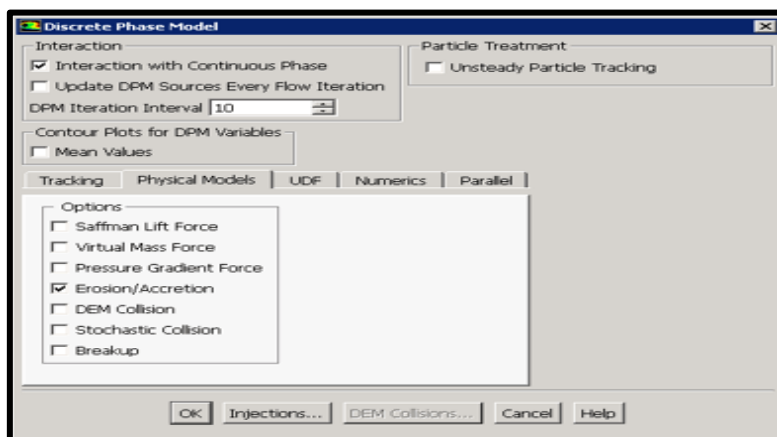 Discrete Phase Model
Interaction
Interaction with Continuous Phase
Update DPM Sources Every Flow Iteration
DPM Iteration Interval 10
Particle Treatment
Unsteady Particle Tracking
Contour Plots for DPM Variables
Mean Values
Tracking Physical Models UDF Numerics Parallel
Options
Saffman Lift Force
Virtual Mass Force
Pressure Gradient Force
Erosion/Accretion
DEM Collision
Stochastic Collision
Breakup
OK Injections... DEM Collisions... Cancel Help